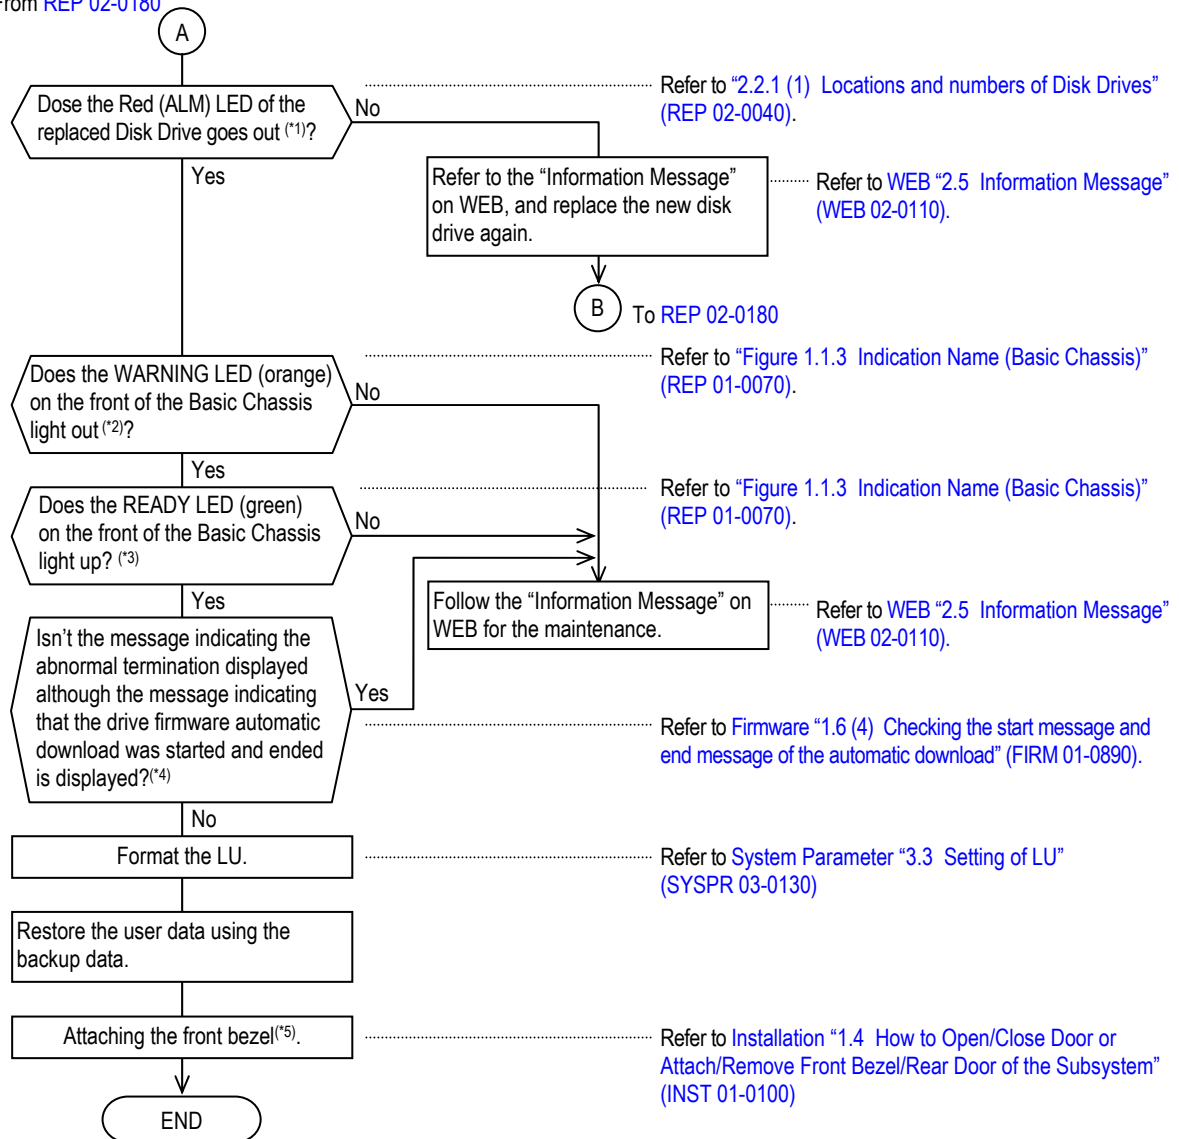 From REP 02-0180
A
Dose the Red (ALM) LED of the
replaced Disk Drive goes out (*1)?
No
Yes
Refer to “2.2.1 (1) Locations and numbers of Disk Drives”
(REP 02-0040).
Refer to the “Information Message”
on WEB, and replace the new disk
drive again.
Refer to WEB “2.5 Information Message”
(WEB 02-0110).
B
To REP 02-0180
Does the WARNING LED (orange)
on the front of the Basic Chassis
light out (*2)?
No
Yes
Refer to “Figure 1.1.3 Indication Name (Basic Chassis)”
(REP 01-0070).
Does the READY LED (green)
on the front of the Basic Chassis
light up? (*3)
No
Yes
Refer to “Figure 1.1.3 Indication Name (Basic Chassis)”
(REP 01-0070).
Follow the “Information Message” on
WEB for the maintenance.
Refer to WEB “2.5 Information Message”
(WEB 02-0110).
Isn’t the message indicating the
abnormal termination displayed
although the message indicating
that the drive firmware automatic
download was started and ended
is displayed?(*4)
Yes
No
Refer to Firmware “1.6 (4) Checking the start message and
end message of the automatic download” (FIRM 01-0890).
Format the LU.
Refer to System Parameter “3.3 Setting of LU”
(SYSPR 03-0130)
Restore the user data using the
backup data.
Attaching the front bezel(*5).
Refer to Installation “1.4 How to Open/Close Door or
Attach/Remove Front Bezel/Rear Door of the Subsystem”
(INST 01-0100)
END